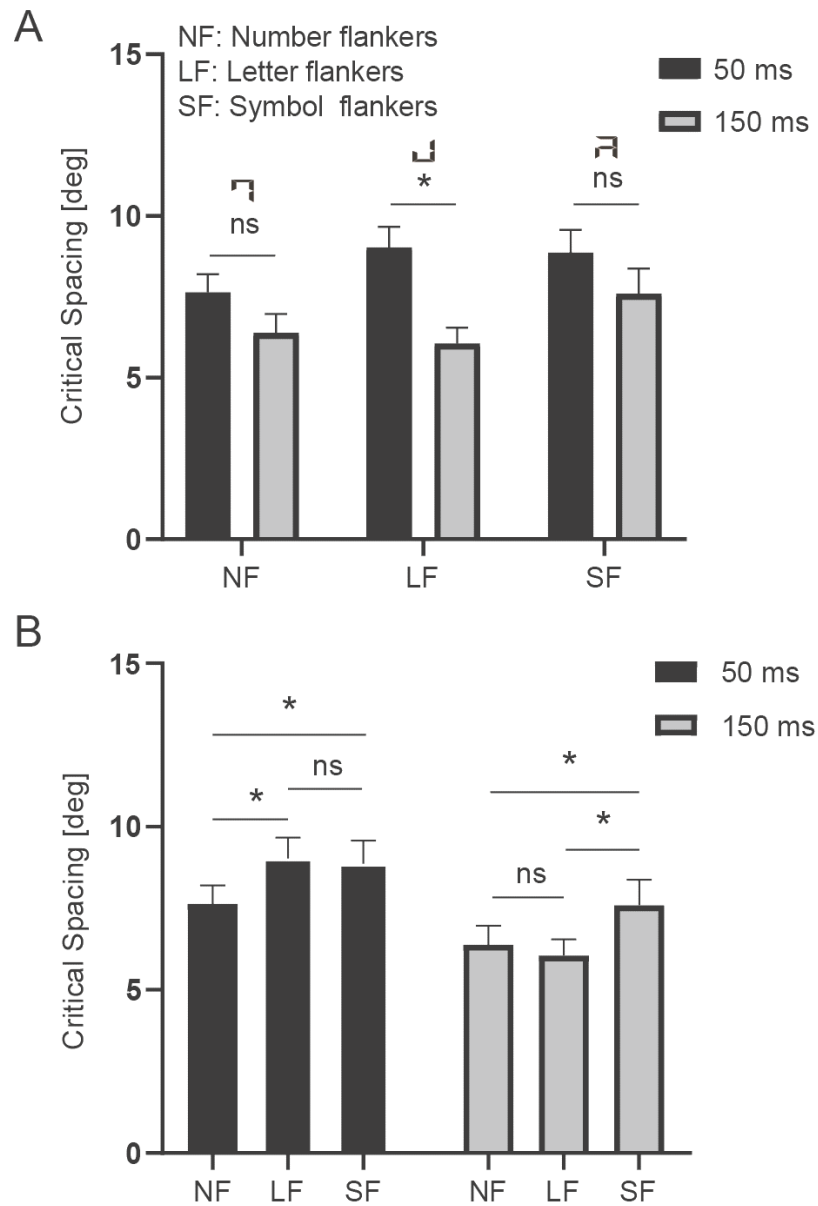 A
NF: Number flankers
LF: Letter flankers
SF: Symbol flankers
50 ms
150 ms
Critical Spacing [deg]
15
10
5
0
ns
*
ns
NF LF SF
B
50 ms
150 ms
Critical Spacing [deg]
15
10
5
0
*
* ns
*
ns *
NF LF SF NF LF SF